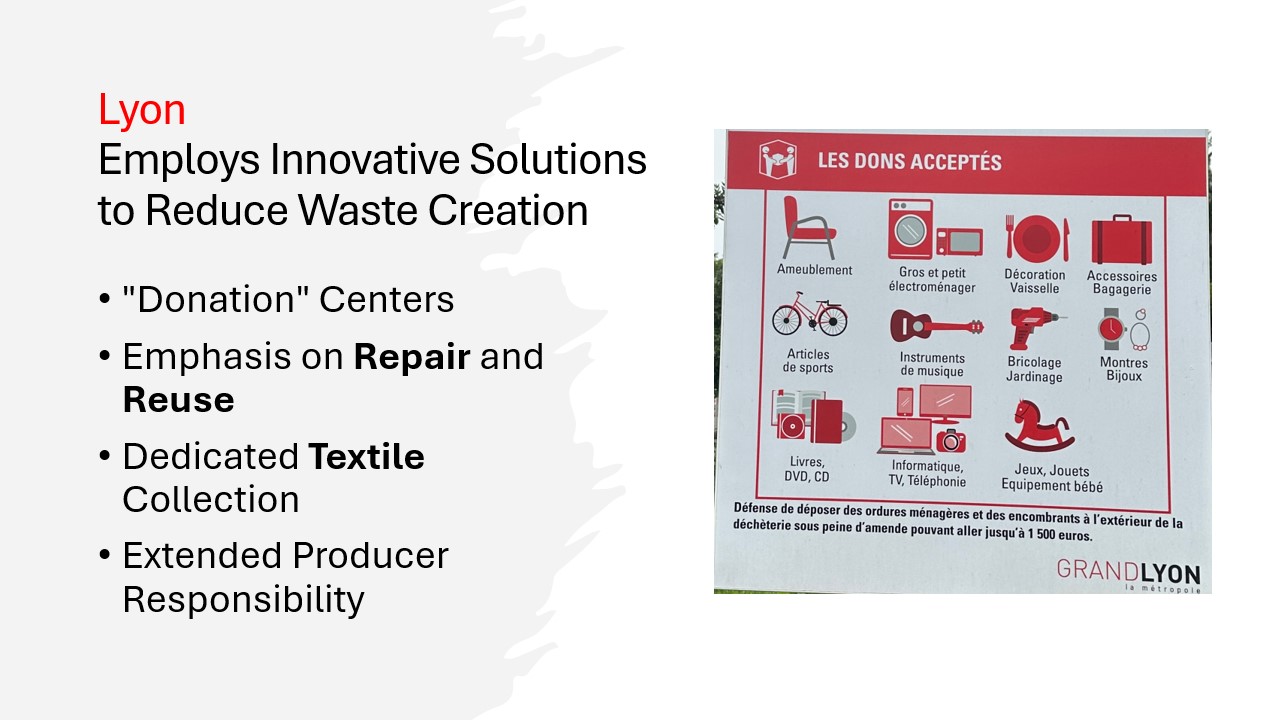 Lyon
Employs Innovative Solutions
to Reduce Waste Creation
• "Donation" Centers
• Emphasis on Repair and
Reuse
• Dedicated Textile
Collection
• Extended Producer
Responsibility
LES DONS ACCEPTÉS
Ameublement
Gros et petit
électroménager
Décoration
Vaisselle
Accessoires
Bagagerie
Articles
de sports
Instruments
de musique
Bricolage
Jardinage
Montres
Bijoux
Livres,
DVD, CD
Informatique,
TV, Téléphonie
Jeux, Jouets
Equipement bébé
Défense de déposer des ordures ménagères et des encombrants à l'extérieur de la
déchèterie sous peine d'amende pouvant aller jusqu'à 1 500 euros.
GRANDLYON
la métropole